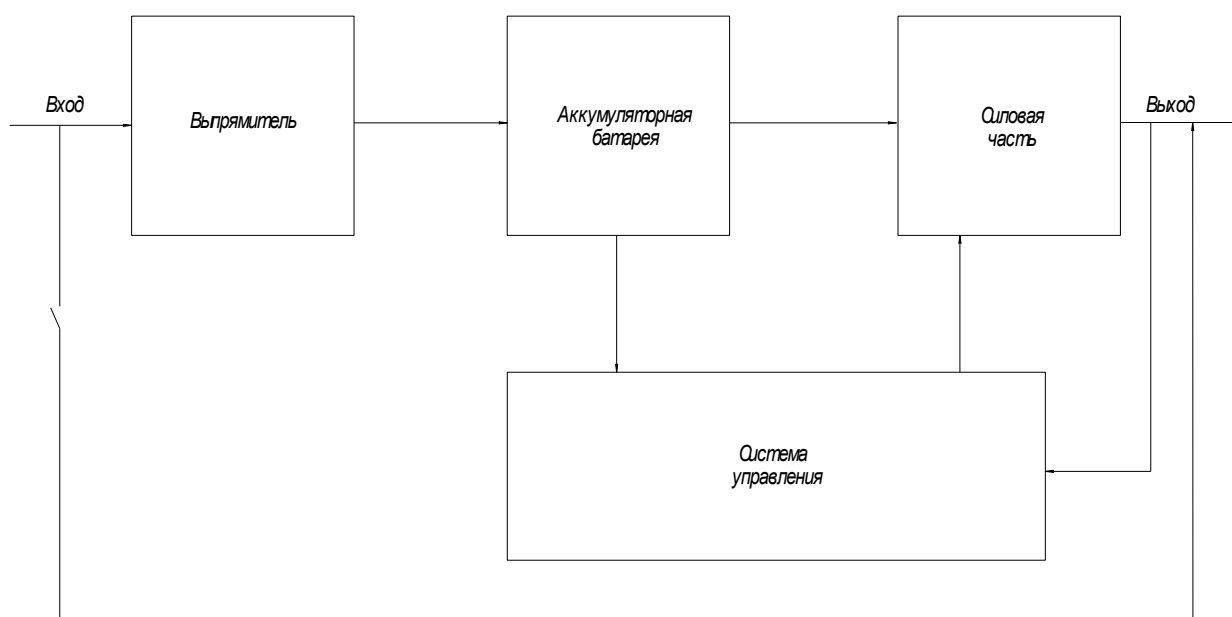 Вход
Выпрямитель
Аккумуляторная
батарея
Силовая
часть
Выход
Система
управления